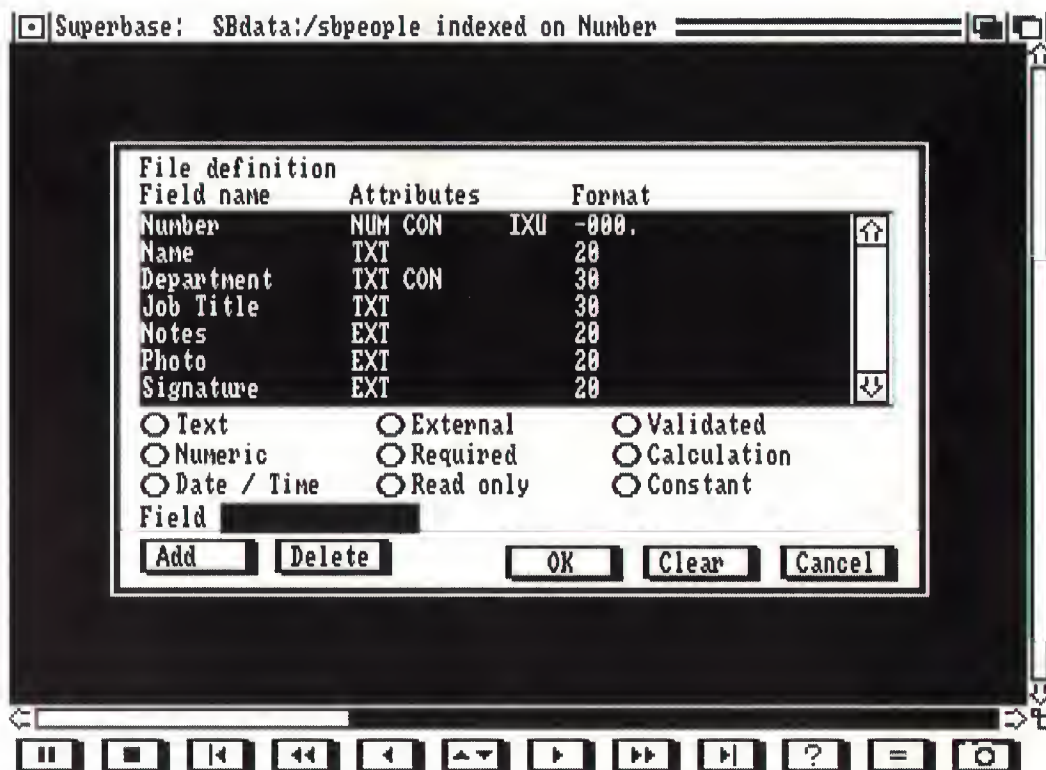 Superbase: SBdata:/sbpeople indexed on Number
File definition
Field name Attributes Format
Number NUM CON IXU -000.
Name TXT 20
Department TXT CON 30
Job Title TXT 30
Notes EXT 20
Photo EXT 20
Signature EXT 20
Text External Validated
Numeric Required Calculation
Date / Time Read only Constant
Field
Add Delete OK Clear Cancel
? =